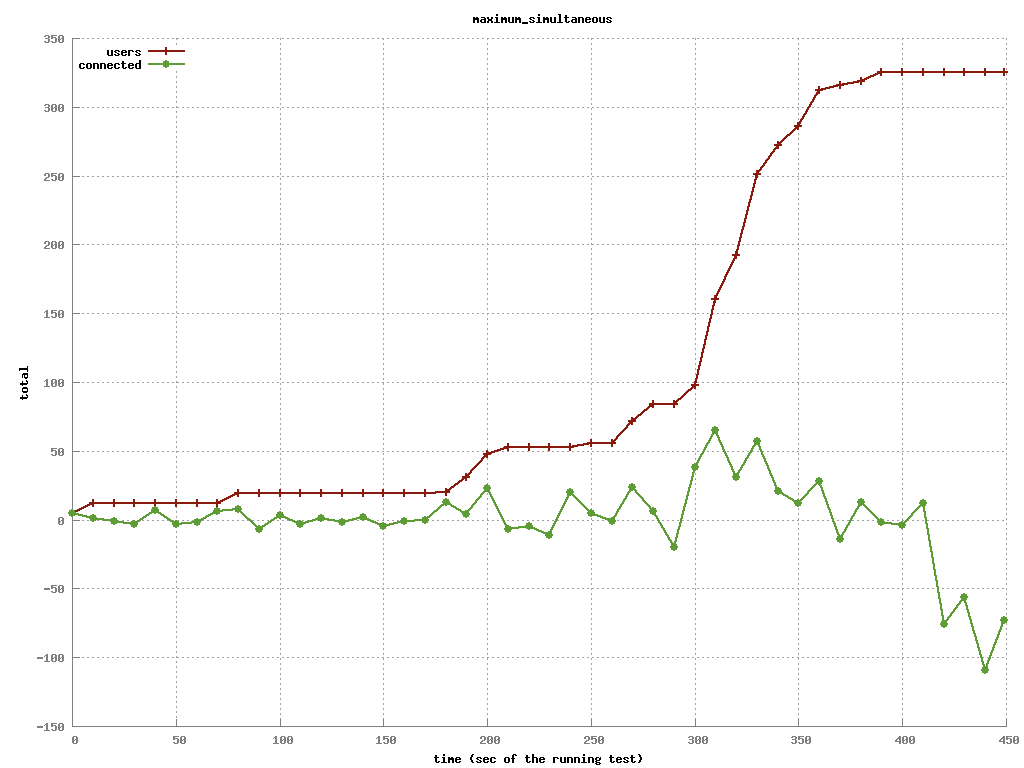 maximum_simultaneous
350
300
250
200
150
100
50
0
-50
-100
-150
users
connected
total
0 50 100 150 200 250 300 350 400 450
time (sec of the running test)